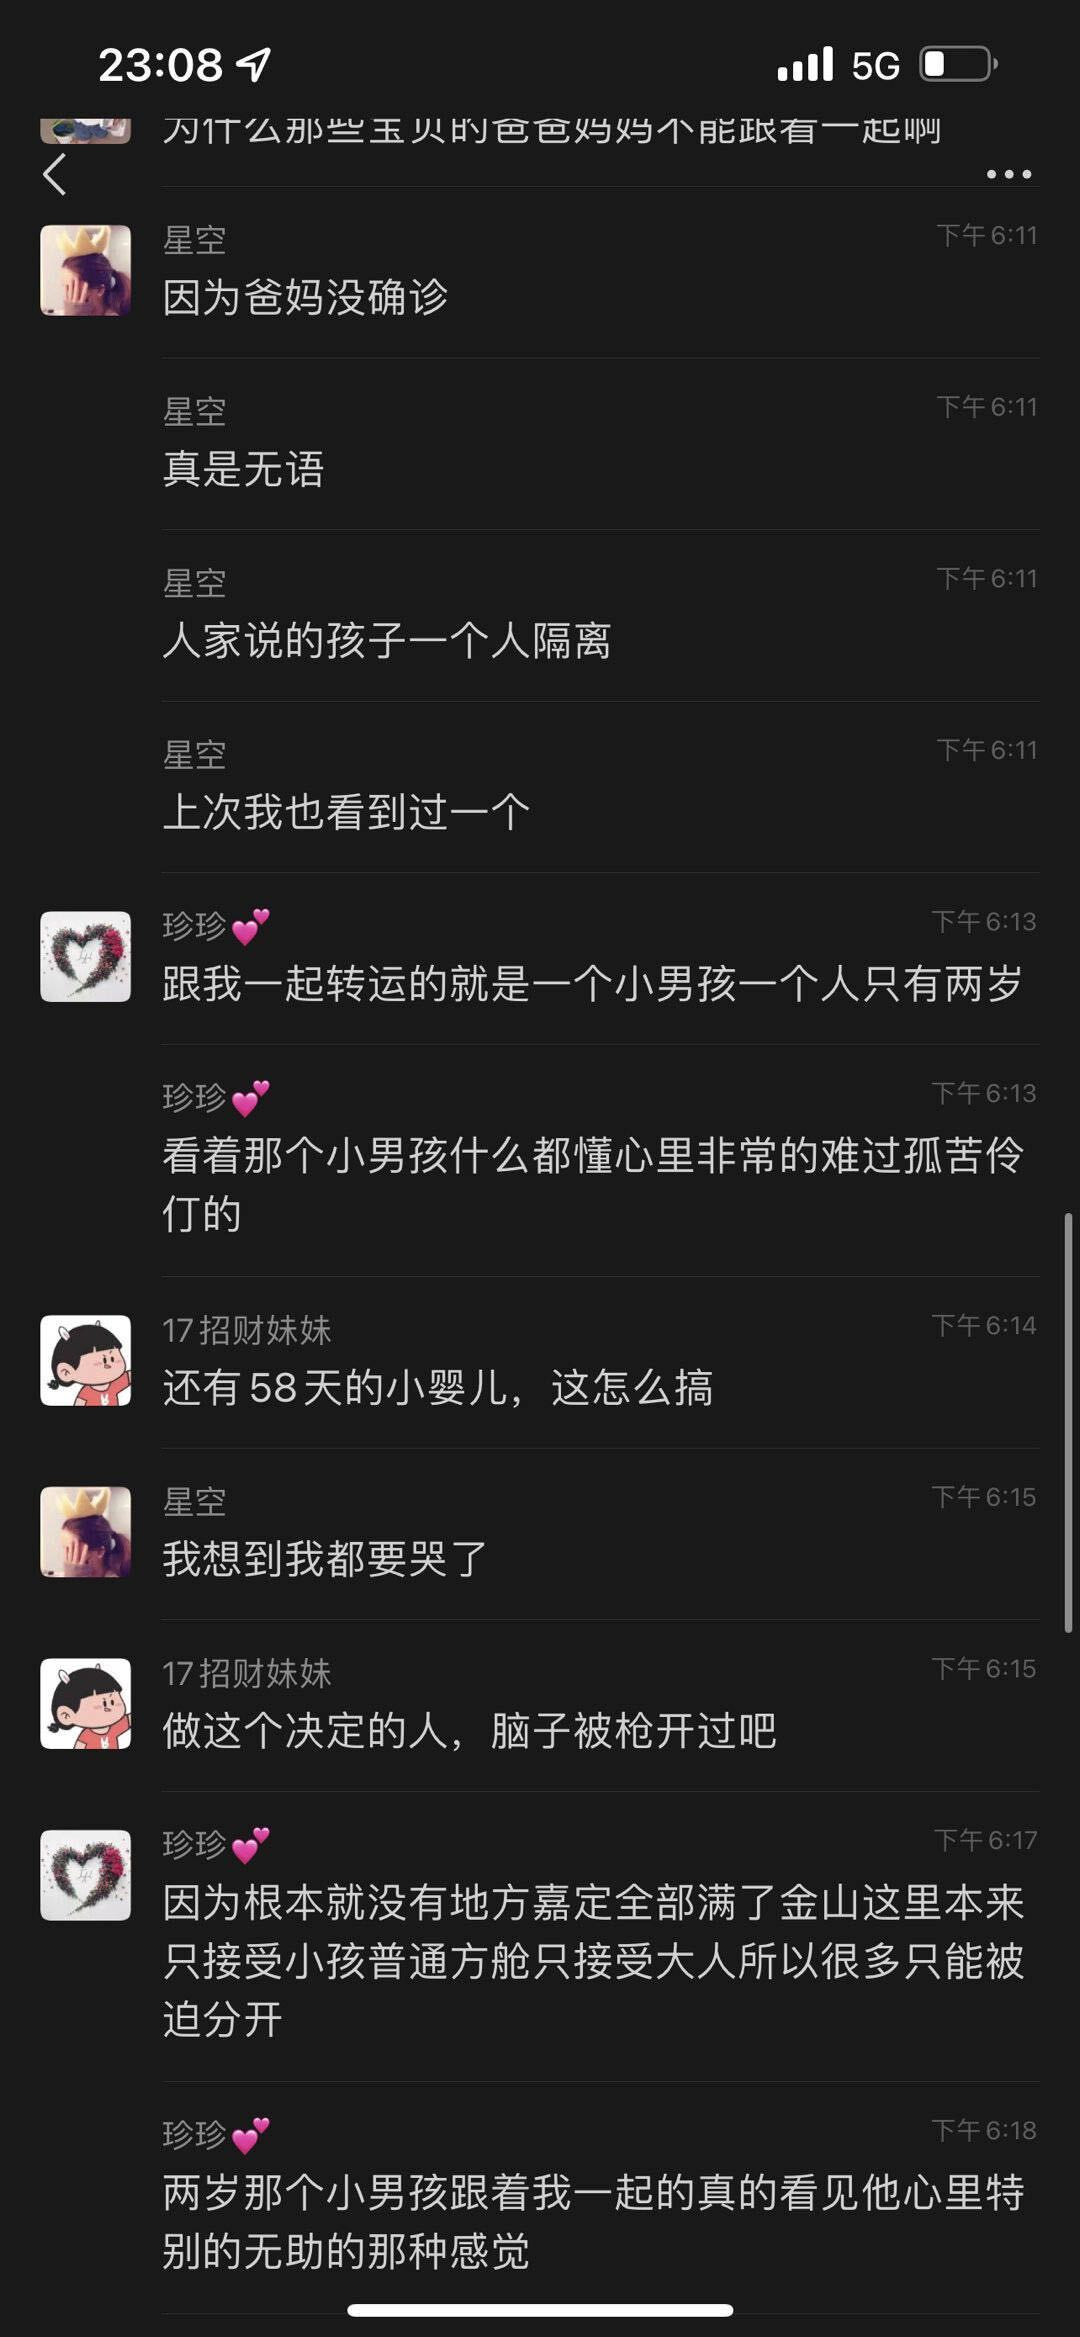 23:08
5G
为什么那些宝贝的爸爸妈妈不能跟着一起啊
星空
下午6:11
因为爸妈没确诊
星空
下午6:11
真是无语
星空
下午6:11
人家说的孩子一个人隔离
星空
下午6:11
上次我也看到过一个
珍珍💕
下午6:13
跟我一起转运的就是一个小男孩一个人只有两岁
珍珍💕
下午6:13
看着那个小男孩什么都懂心里非常的难过孤苦伶
仃的
17招财妹妹
下午6:14
还有58天的小婴儿，这怎么搞
星空
下午6:15
我想到我都要哭了
17招财妹妹
下午6:15
做这个决定的人，脑子被枪开过吧
珍珍💕
下午6:17
因为根本就没有地方嘉定全部满了金山这里本来
只接受小孩普通方舱只接受大人所以很多只能被
迫分开
珍珍💕
下午6:18
两岁那个小男孩跟着我一起的真的看见他心里特
别的无助的那种感觉